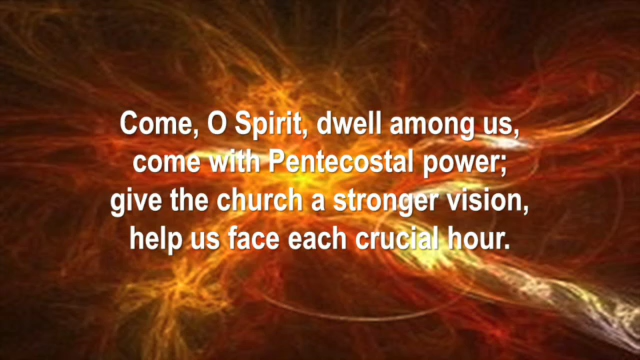 Come, O Spirit, dwell among us,
come with Pentecostal power;
give the church a stronger vision,
help us face each crucial hour.